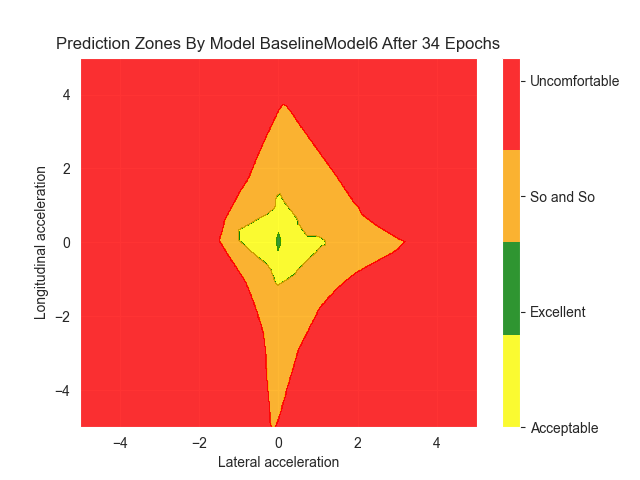 Prediction Zones By Model BaselineModel6 After 34 Epochs
Uncomfortable
So and So
Excellent
Acceptable
Longitudinal acceleration
4
2
0
−2
−4
−4
−2
0
2
4
Lateral acceleration